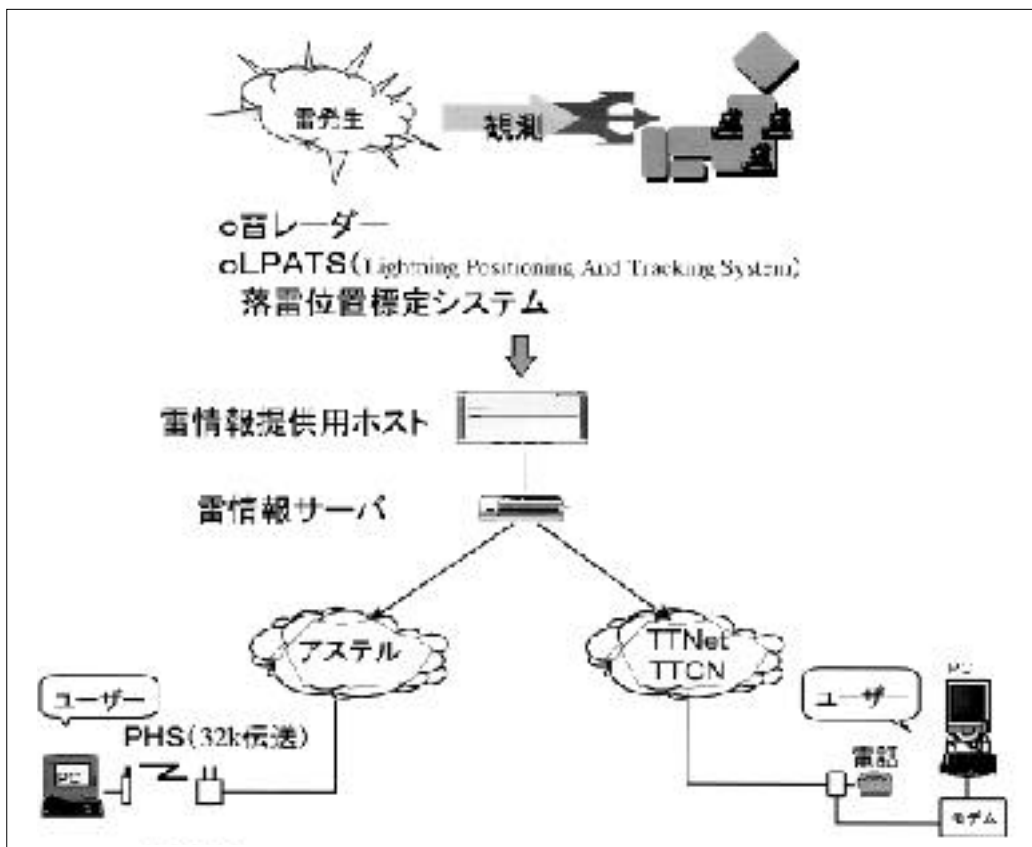 雷発生
観測
o雷レーダー
oLPATS(Lightning Positioning And Tracking System)
落雷位置標定システム
雷情報提供用ホスト
雷情報サーバ
アステル
TTNet
TTCN
ユーザー
PHS(32k伝送)
PC
ユーザー
PC
電話
モデム